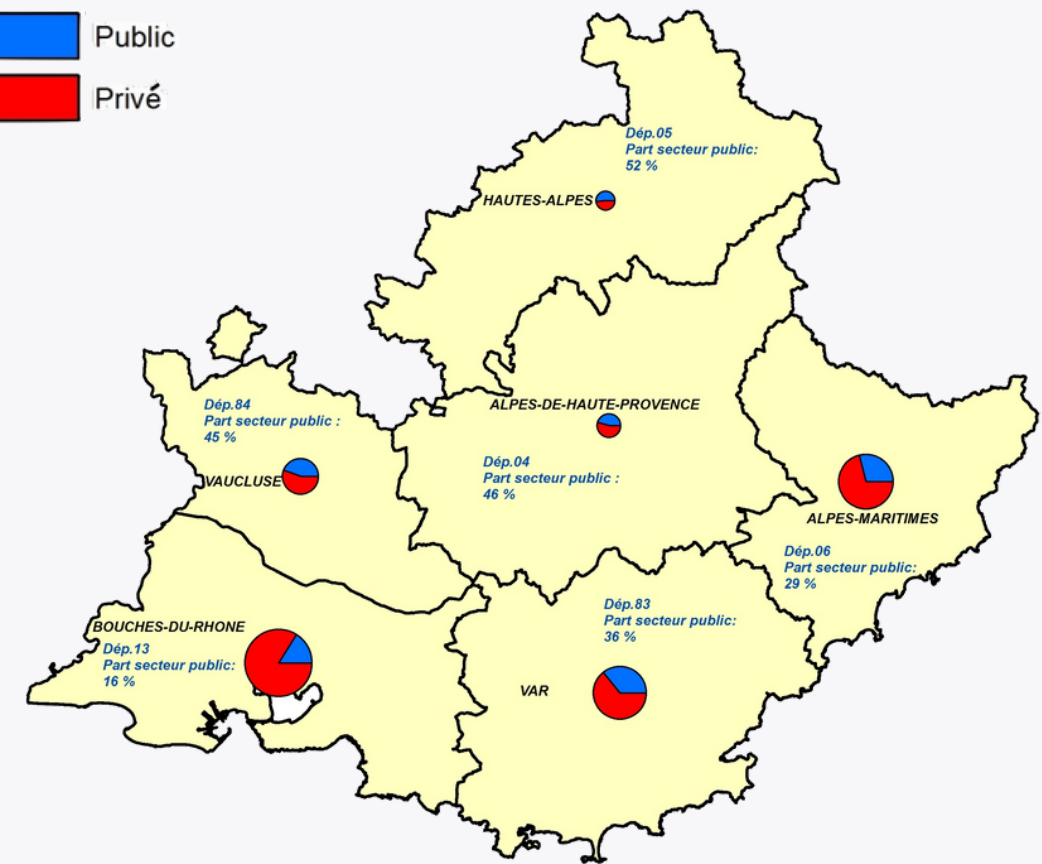 Public
Privé
Dép.05
Part secteur public:
52 %
HAUTES-ALPES
Dép.84
Part secteur public :
45 %
VAUCLUSE
ALPES-DE-HAUTE-PROVENCE
Dép.04
Part secteur public :
46 %
ALPES-MARITIMES
Dép.06
Part secteur public:
29 %
BOUCHES-DU-RHONE
Dép.13
Part secteur public:
16 %
Dép.83
Part secteur public:
36 %
VAR